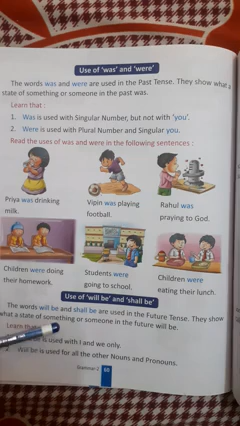 Use of 'was' and 'were'
The words was and were are used in the Past Tense. They show what a
state of something or someone in the past was.
Learn that :
1. Was is used with Singular Number, but not with 'you'.
2. Were is used with Plural Number and Singular you.
Read the uses of was and were in the following sentences :
Priya was drinking
milk.
Vipin was playing
football.
Rahul was
praying to God.
Children were doing
their homework.
Students were
going to school.
Children were
eating their lunch.
Use of 'will be' and 'shall be'
The words will be and shall be are used in the Future Tense. They show
what a state of something or someone in the future will be.
Learn that
is used with I and we only.
2. Will be is used for all the other Nouns and Pronouns.
Grammar-2